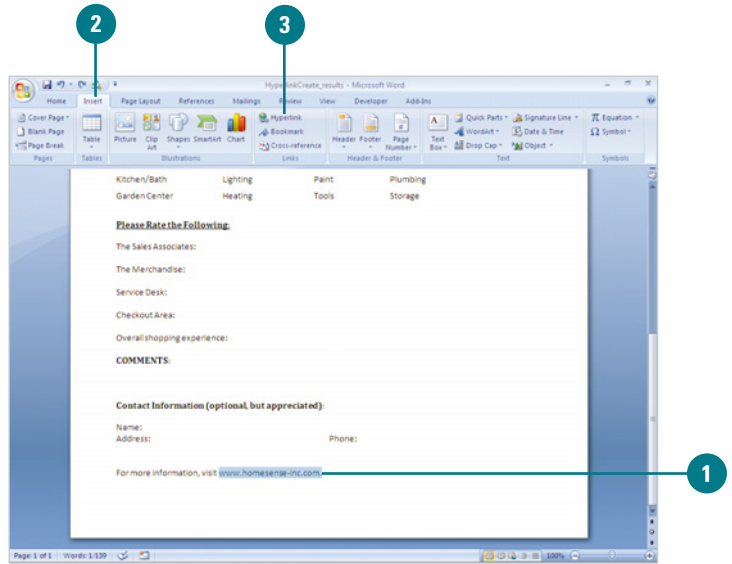 2 3
HyperlinkCreate_results - Microsoft Word
Home Insert Page Layout References Mailings Review View Developer Add-Ins
Cover Page Hyperlink Quick Parts Signature Line Equation
Blank Page Bookmark WordArt Date & Time Symbol
Page Break Table Picture Clip Art Shapes SmartArt Chart Cross-reference Header Footer Page Number Text Box Drop Cap Object
Pages Tables Illustrations Links Header & Footer Text Symbols
Kitchen/Bath Lighting Paint Plumbing
Garden Center Heating Tools Storage
Please Rate the Following:
The Sales Associates:
The Merchandise:
Service Desk:
Checkout Area:
Overall shopping experience:
COMMENTS:
Contact Information (optional, but appreciated):
Name:
Address: Phone:
For more information, visit www.homesense-inc.com.
1
Page: 1 of 1 Words: 1/139 100%